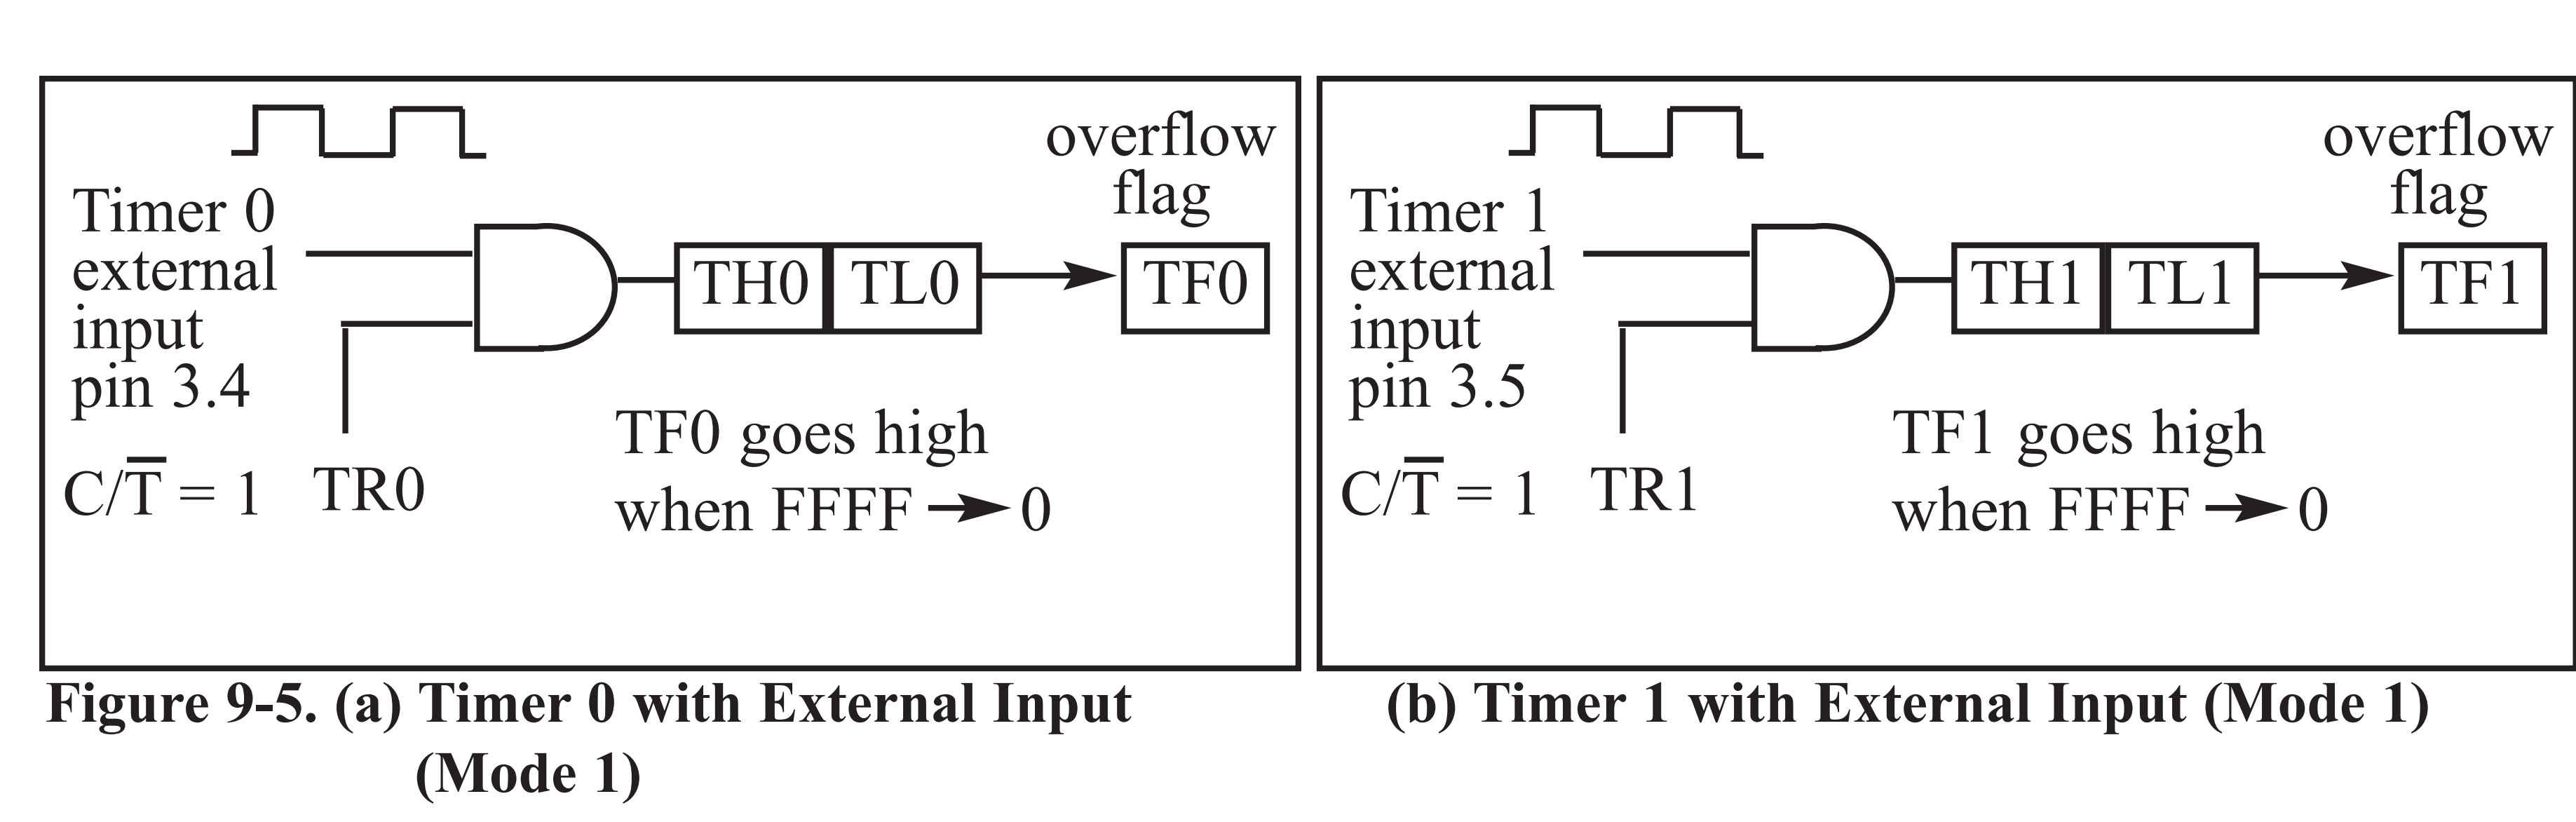 overflow
flag
Timer 0
external
input
pin 3.4
TH0
TL0
TF0
C/T̅ = 1
TR0
TF0 goes high
when FFFF → 0
Figure 9-5. (a) Timer 0 with External Input
(Mode 1)
overflow
flag
Timer 1
external
input
pin 3.5
TH1
TL1
TF1
C/T̅ = 1
TR1
TF1 goes high
when FFFF → 0
(b) Timer 1 with External Input (Mode 1)